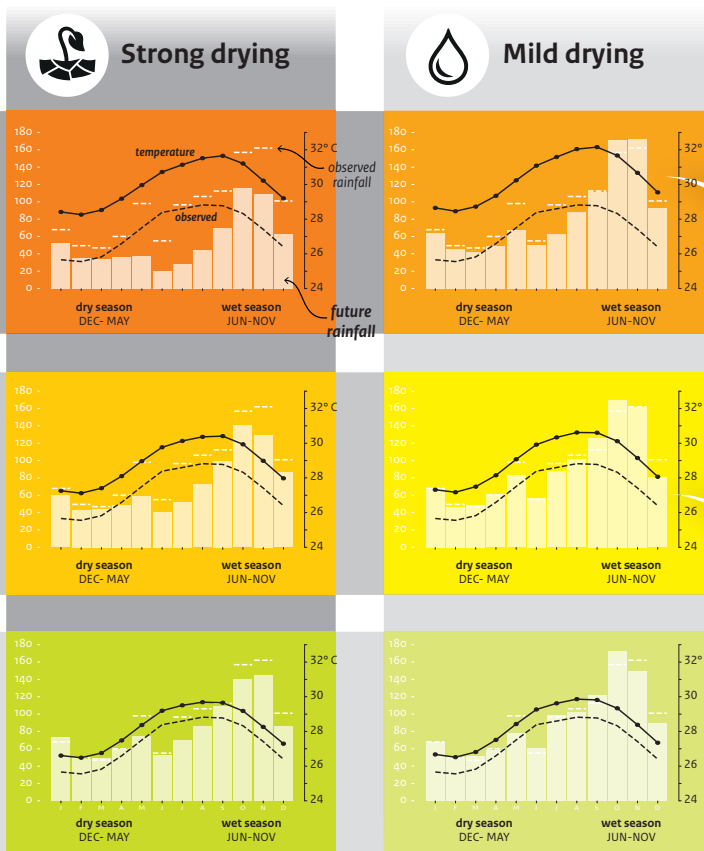 Strong drying
Mild drying
180
160
140
120
100
80
60
40
20
0
temperature
observed
32° C
30
28
26
24
observed
rainfall
future
rainfall
dry season
DEC- MAY
wet season
JUN-NOV
180
160
140
120
100
80
60
40
20
0
32°
30
28
26
24
dry season
DEC- MAY
wet season
JUN-NOV
180
160
140
120
100
80
60
40
20
0
32° C
30
28
26
24
dry season
DEC- MAY
wet season
JUN-NOV
180
160
140
120
100
80
60
40
20
0
32°
30
28
26
24
dry season
DEC- MAY
wet season
JUN-NOV
180
160
140
120
100
80
60
40
20
0
32° C
30
28
26
24
J F M A M J J A S O N D
dry season
DEC- MAY
wet season
JUN-NOV
180
160
140
120
100
80
60
40
20
0
32°
30
28
26
24
J F M A M J J A S O N D
dry season
DEC- MAY
wet season
JUN-NOV